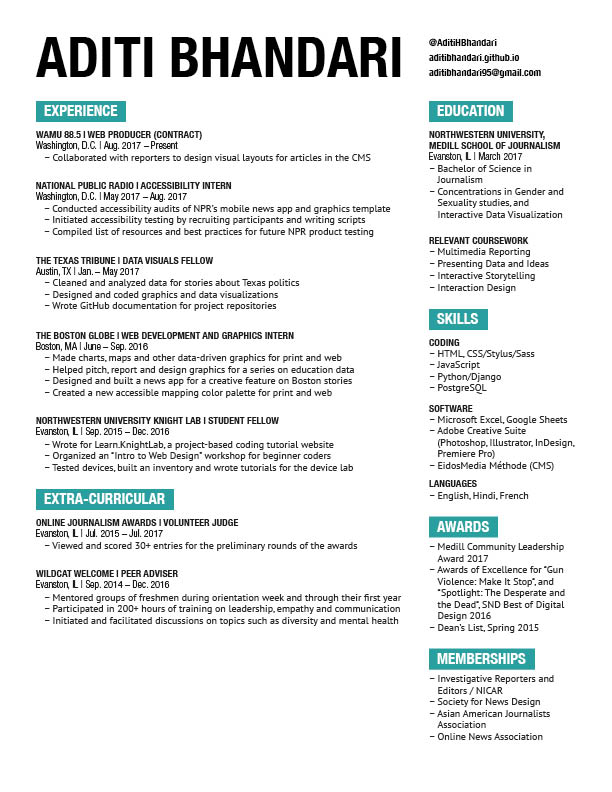 ADITI BHANDARI
@AditiHBhandari
aditibhandari.github.io
aditibhandari95@gmail.com
EXPERIENCE
WAMU 88.5 | WEB PRODUCER (CONTRACT)
Washington, D.C. | Aug. 2017 – Present
– Collaborated with reporters to design visual layouts for articles in the CMS
NATIONAL PUBLIC RADIO | ACCESSIBILITY INTERN
Washington, D.C. | May 2017 – Aug. 2017
– Conducted accessibility audits of NPR's mobile news app and graphics template
– Initiated accessibility testing by recruiting participants and writing scripts
– Compiled list of resources and best practices for future NPR product testing
THE TEXAS TRIBUNE | DATA VISUALS FELLOW
Austin, TX | Jan. – May 2017
– Cleaned and analyzed data for stories about Texas politics
– Designed and coded graphics and data visualizations
– Wrote GitHub documentation for project repositories
THE BOSTON GLOBE | WEB DEVELOPMENT AND GRAPHICS INTERN
Boston, MA | June – Sep. 2016
– Made charts, maps and other data-driven graphics for print and web
– Helped pitch, report and design graphics for a series on education data
– Designed and built a news app for a creative feature on Boston stories
– Created a new accessible mapping color palette for print and web
NORTHWESTERN UNIVERSITY KNIGHT LAB | STUDENT FELLOW
Evanston, IL | Sep. 2015 – Dec. 2016
– Wrote for Learn.KnightLab, a project-based coding tutorial website
– Organized an "Intro to Web Design" workshop for beginner coders
– Tested devices, built an inventory and wrote tutorials for the device lab
EXTRA-CURRICULAR
ONLINE JOURNALISM AWARDS | VOLUNTEER JUDGE
Evanston, IL | Jul. 2015 – Jul. 2017
– Viewed and scored 30+ entries for the preliminary rounds of the awards
WILDCAT WELCOME | PEER ADVISER
Evanston, IL | Sep. 2014 – Dec. 2016
– Mentored groups of freshmen during orientation week and through their first year
– Participated in 200+ hours of training on leadership, empathy and communication
– Initiated and facilitated discussions on topics such as diversity and mental health
EDUCATION
NORTHWESTERN UNIVERSITY,
MEDILL SCHOOL OF JOURNALISM
Evanston, IL | March 2017
– Bachelor of Science in
Journalism
– Concentrations in Gender and
Sexuality studies, and
Interactive Data Visualization
RELEVANT COURSEWORK
– Multimedia Reporting
– Presenting Data and Ideas
– Interactive Storytelling
– Interaction Design
SKILLS
CODING
– HTML, CSS/Stylus/Sass
– JavaScript
– Python/Django
– PostgreSQL
SOFTWARE
– Microsoft Excel, Google Sheets
– Adobe Creative Suite
(Photoshop, Illustrator, InDesign,
Premiere Pro)
– EidosMedia Méthode (CMS)
LANGUAGES
– English, Hindi, French
AWARDS
– Medill Community Leadership
Award 2017
– Awards of Excellence for "Gun
Violence: Make It Stop", and
"Spotlight: The Desperate and
the Dead", SND Best of Digital
Design 2016
– Dean's List, Spring 2015
MEMBERSHIPS
– Investigative Reporters and
Editors / NICAR
– Society for News Design
– Asian American Journalists
Association
– Online News Association